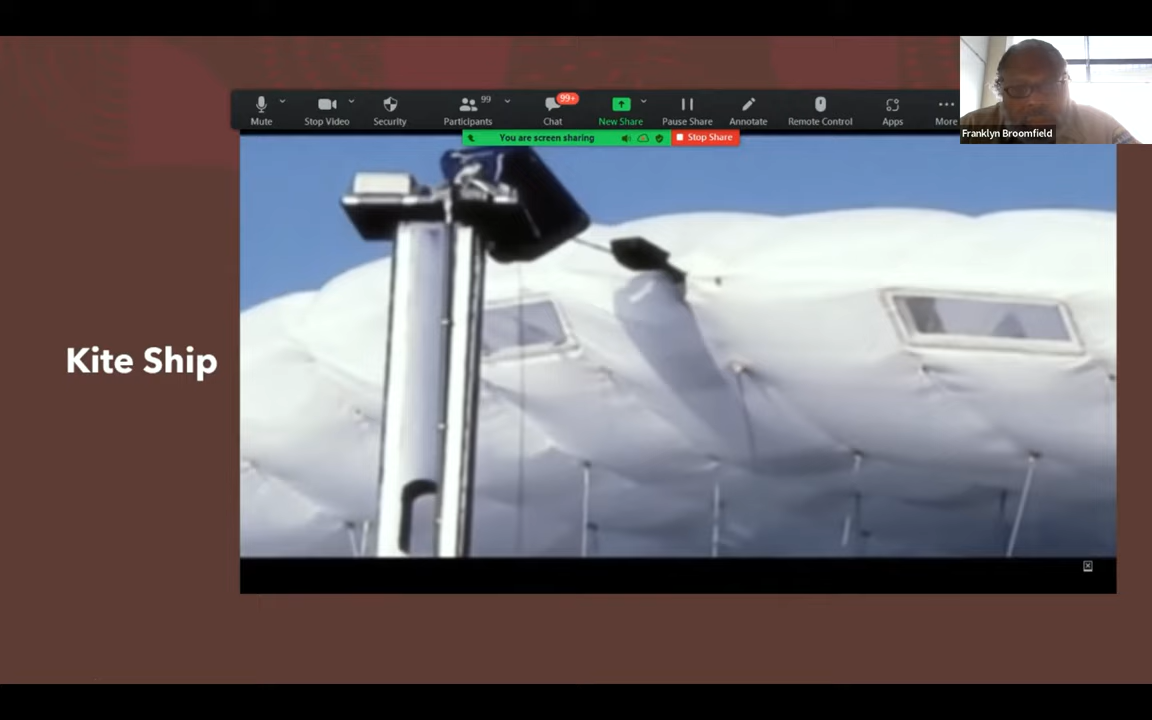 99
99+
Mute
Stop Video
Security
Participants
Chat
New Share
Pause Share
Annotate
Remote Control
Apps
More
You are screen sharing
Stop Share
Franklyn Broomfield
Kite Ship